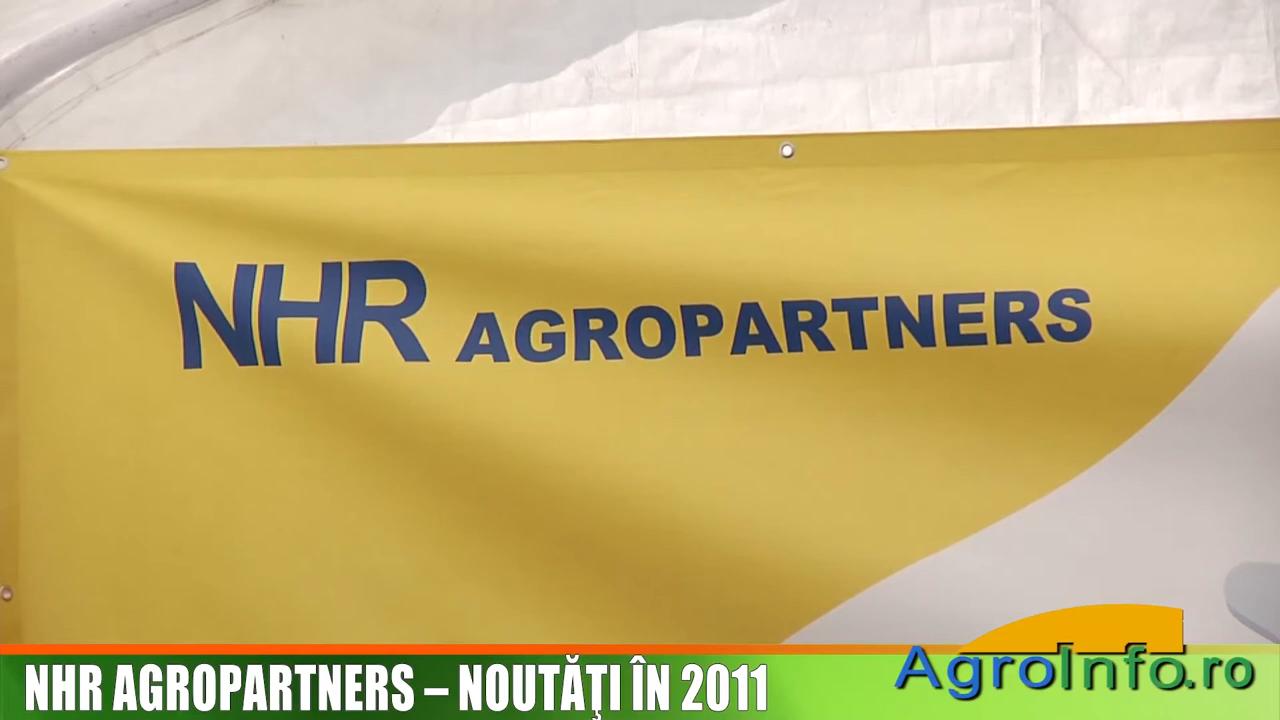 NHR AGROPARTNERS
NHR AGROPARTNERS – NOUTĂŢI ÎN 2011
AgroInfo.ro